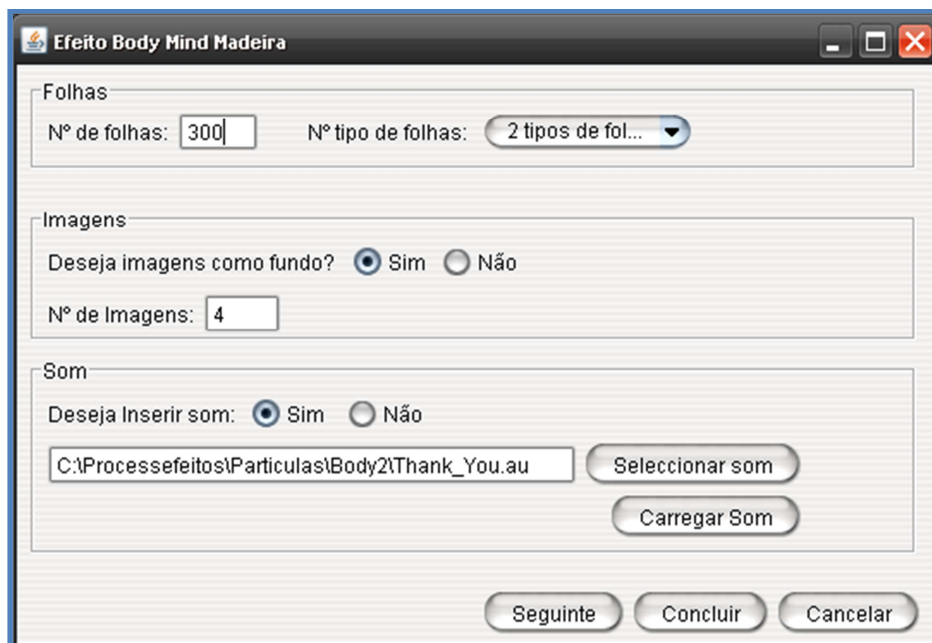 Efeito Body Mind Madeira
Folhas
Nº de folhas: 300 Nº tipo de folhas: 2 tipos de fol...
Imagens
Deseja imagens como fundo? Sim Não
Nº de Imagens: 4
Som
Deseja Inserir som: Sim Não
C:\Processefeitos\Particulas\Body2\Thank_You.au Seleccionar som
Carregar Som
Seguinte Concluir Cancelar